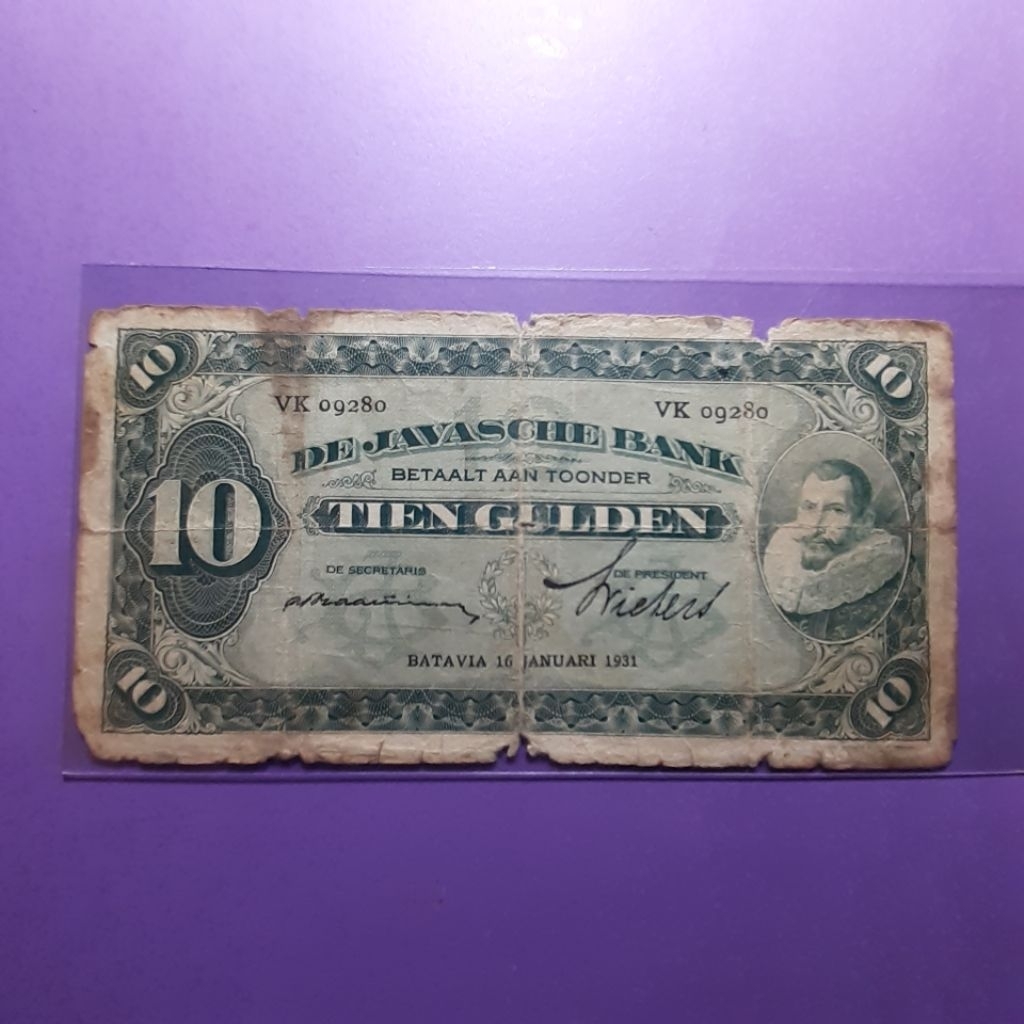 10
10
VK 09280
VK 09280
DE JAVASCHE BANK
BETAALT AAN TOONDER
10
TIEN GULDEN
DE SECRETARIS
DE PRESIDENT
BATAVIA 16 JANUARI 1931
10
10